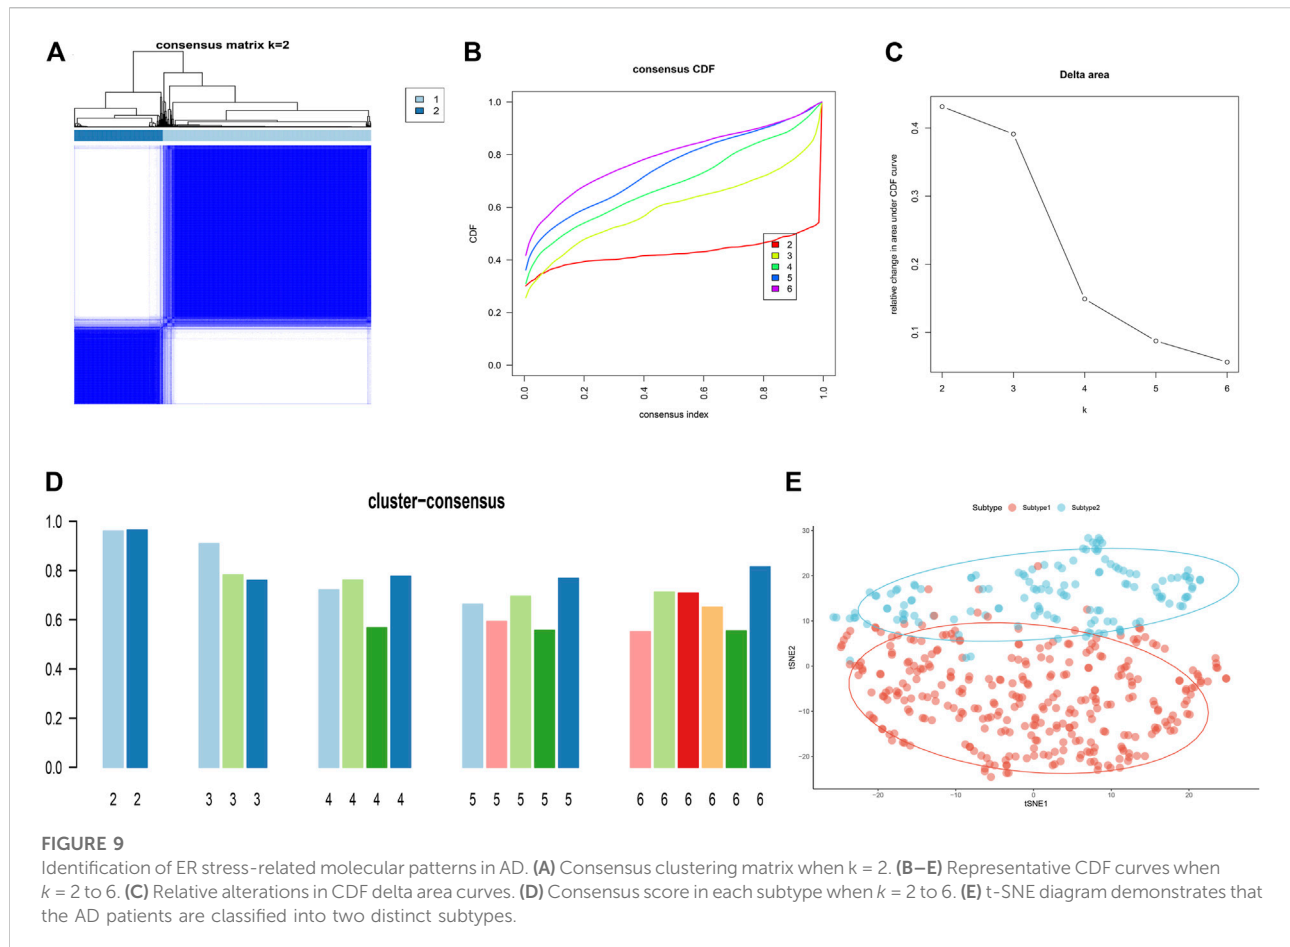 A
consensus matrix k=2
1
2
B
consensus CDF
1.0
0.8
0.6
0.4
0.2
0.0
CDF
0.0
0.2
0.4
0.6
0.8
1.0
consensus index
2
3
4
5
6
C
Delta area
0.4
0.3
0.2
0.1
relative change in area under CDF curve
2 3 4 5 6
k
D
cluster-consensus
1.0
0.8
0.6
0.4
0.2
0.0
2 2 3 3 3 4 4 4 4 5 5 5 5 5 6 6 6 6 6 6
E
Subtype Subtype1 Subtype2
30
20
10
0
−10
−20
tSNE2
−20 −10 0 10 20
tSNE1
FIGURE 9
Identification of ER stress-related molecular patterns in AD. (A) Consensus clustering matrix when k = 2. (B–E) Representative CDF curves when
k = 2 to 6. (C) Relative alterations in CDF delta area curves. (D) Consensus score in each subtype when k = 2 to 6. (E) t-SNE diagram demonstrates that
the AD patients are classified into two distinct subtypes.